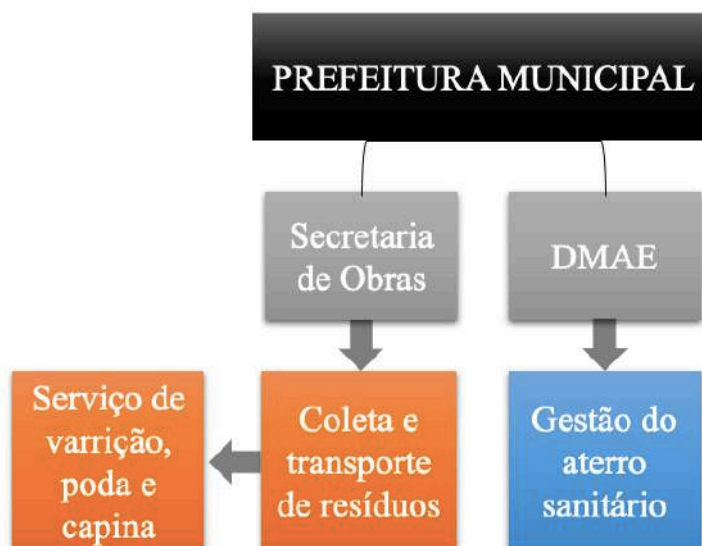 PREFEITURA MUNICIPAL
Secretaria
de Obras
DMAE
Serviço de
varrição,
poda e
capina
Coleta e
transporte
de resíduos
Gestão do
aterro
sanitário